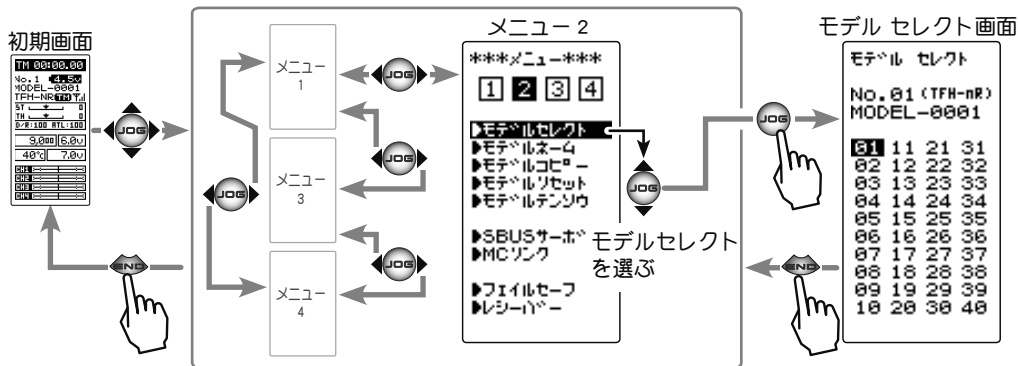 初期画面
TM 00:00.00
No.1 4.5v
MODEL-0001
TFH-NR TM
ST 0
TH 0
D/R:100 ATL:100
9,000 6.0v
40℃ 7.0v
CH1
CH2
CH3
CH4
JOG
END
メニュー
1
メニュー
3
メニュー
4
JOG
JOG
JOG
JOG
メニュー 2
***メニュー***
1 2 3 4
▶モデルセレクト
▶モデルネーム
▶モデルコピー
▶モデルリセット
▶モデルテンソウ
▶SBUSサーボ
▶MCリンク
▶フェイルセーフ
▶レシーバー
JOG
モデルセレクト
を選ぶ
JOG
END
モデル セレクト画面
モデル セレクト
No.01 (TFH-nR)
MODEL-0001
01 11 21 31
02 12 22 32
03 13 23 33
04 14 24 34
05 15 25 35
06 16 26 36
07 17 27 37
08 18 28 38
09 19 29 39
10 20 30 40